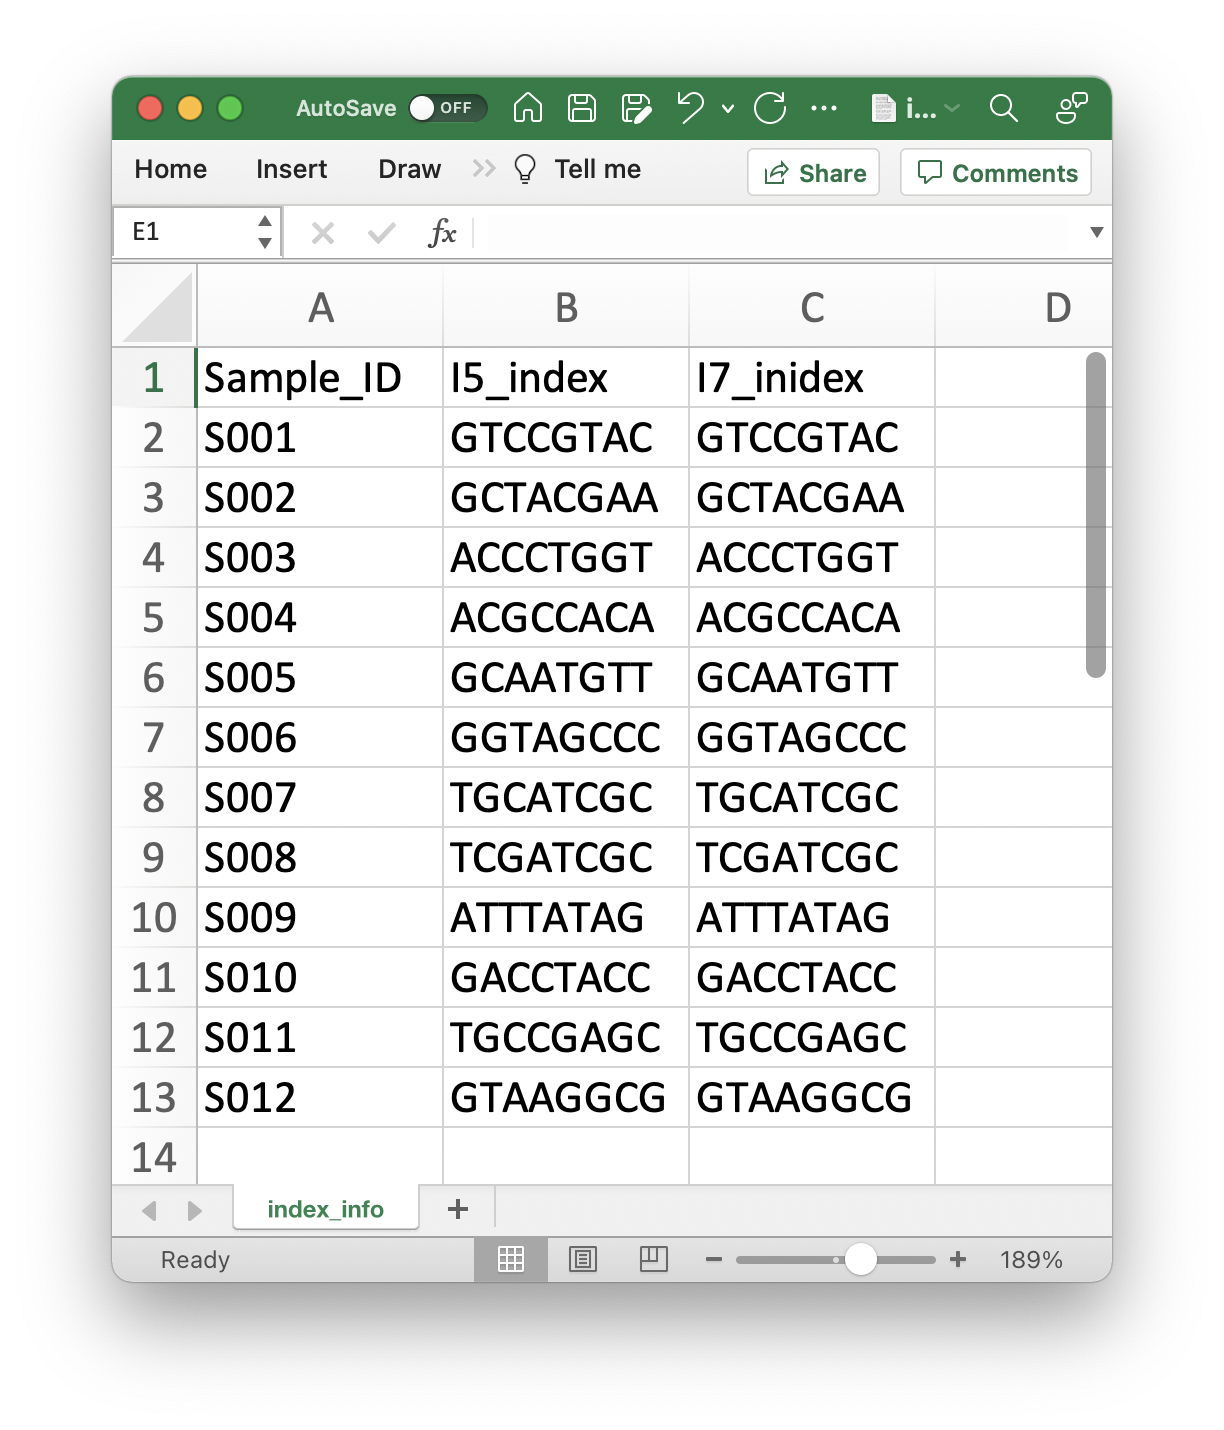 AutoSave OFF i...
Home Insert Draw Tell me Share Comments
E1 fx
A B C D
1 Sample_ID I5_index I7_inidex
2 S001 GTCCGTAC GTCCGTAC
3 S002 GCTACGAA GCTACGAA
4 S003 ACCCTGGT ACCCTGGT
5 S004 ACGCCACA ACGCCACA
6 S005 GCAATGTT GCAATGTT
7 S006 GGTAGCCC GGTAGCCC
8 S007 TGCATCGC TGCATCGC
9 S008 TCGATCGC TCGATCGC
10 S009 ATTTATAG ATTTATAG
11 S010 GACCTACC GACCTACC
12 S011 TGCCGAGC TGCCGAGC
13 S012 GTAAGGCG GTAAGGCG
14
index_info +
Ready 189%